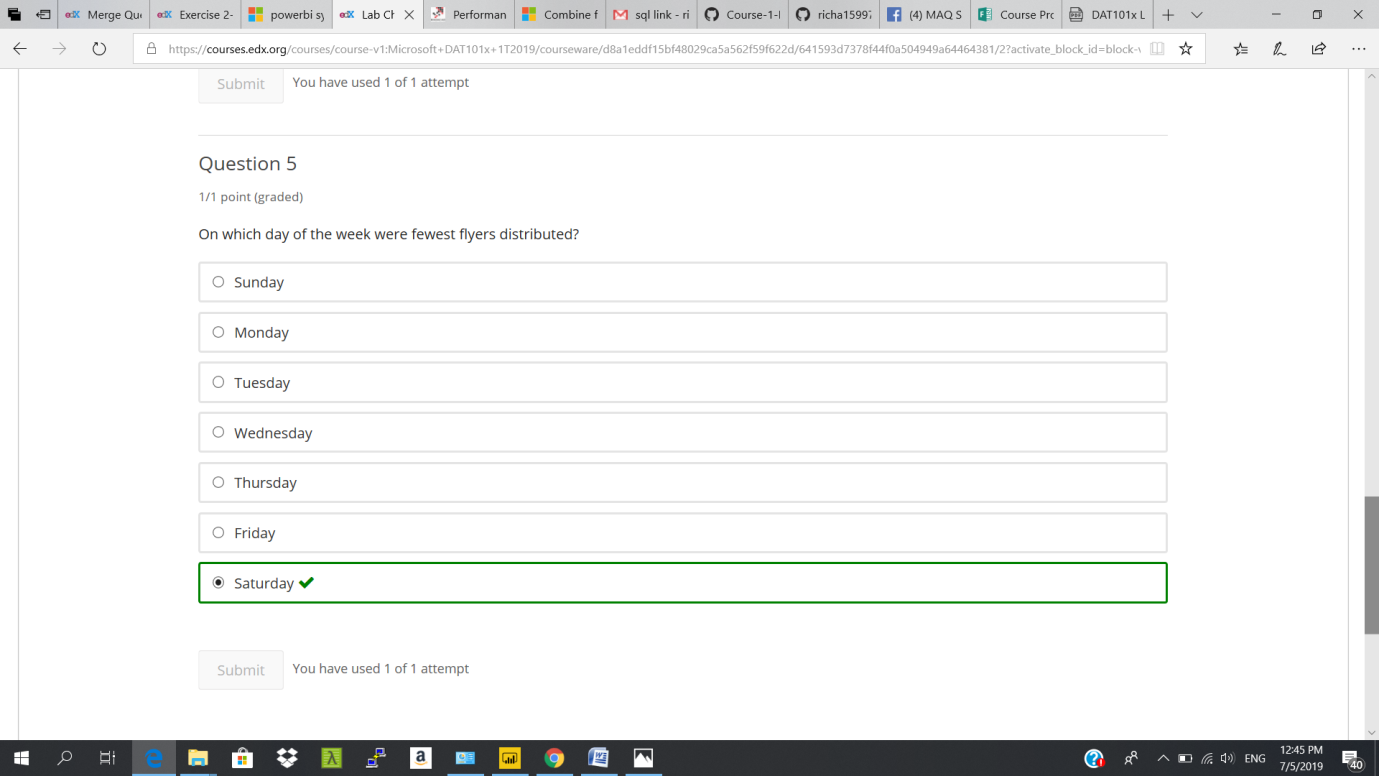 Merge Que
Exercise 2-
powerbi sy
Lab Ch
Performan
Combine f
sql link - ri
Course-1-I
richa15997
(4) MAQ S
Course Pro
DAT101x L
https://courses.edx.org/courses/course-v1:Microsoft+DAT101x+1T2019/courseware/d8a1eddf15bf48029ca5a562f59f622d/641593d7378f44f0a504949a64464381/2?activate_block_id=block-v
Submit You have used 1 of 1 attempt
Question 5
1/1 point (graded)
On which day of the week were fewest flyers distributed?
Sunday
Monday
Tuesday
Wednesday
Thursday
Friday
Saturday
Submit You have used 1 of 1 attempt
ENG
12:45 PM
7/5/2019
40